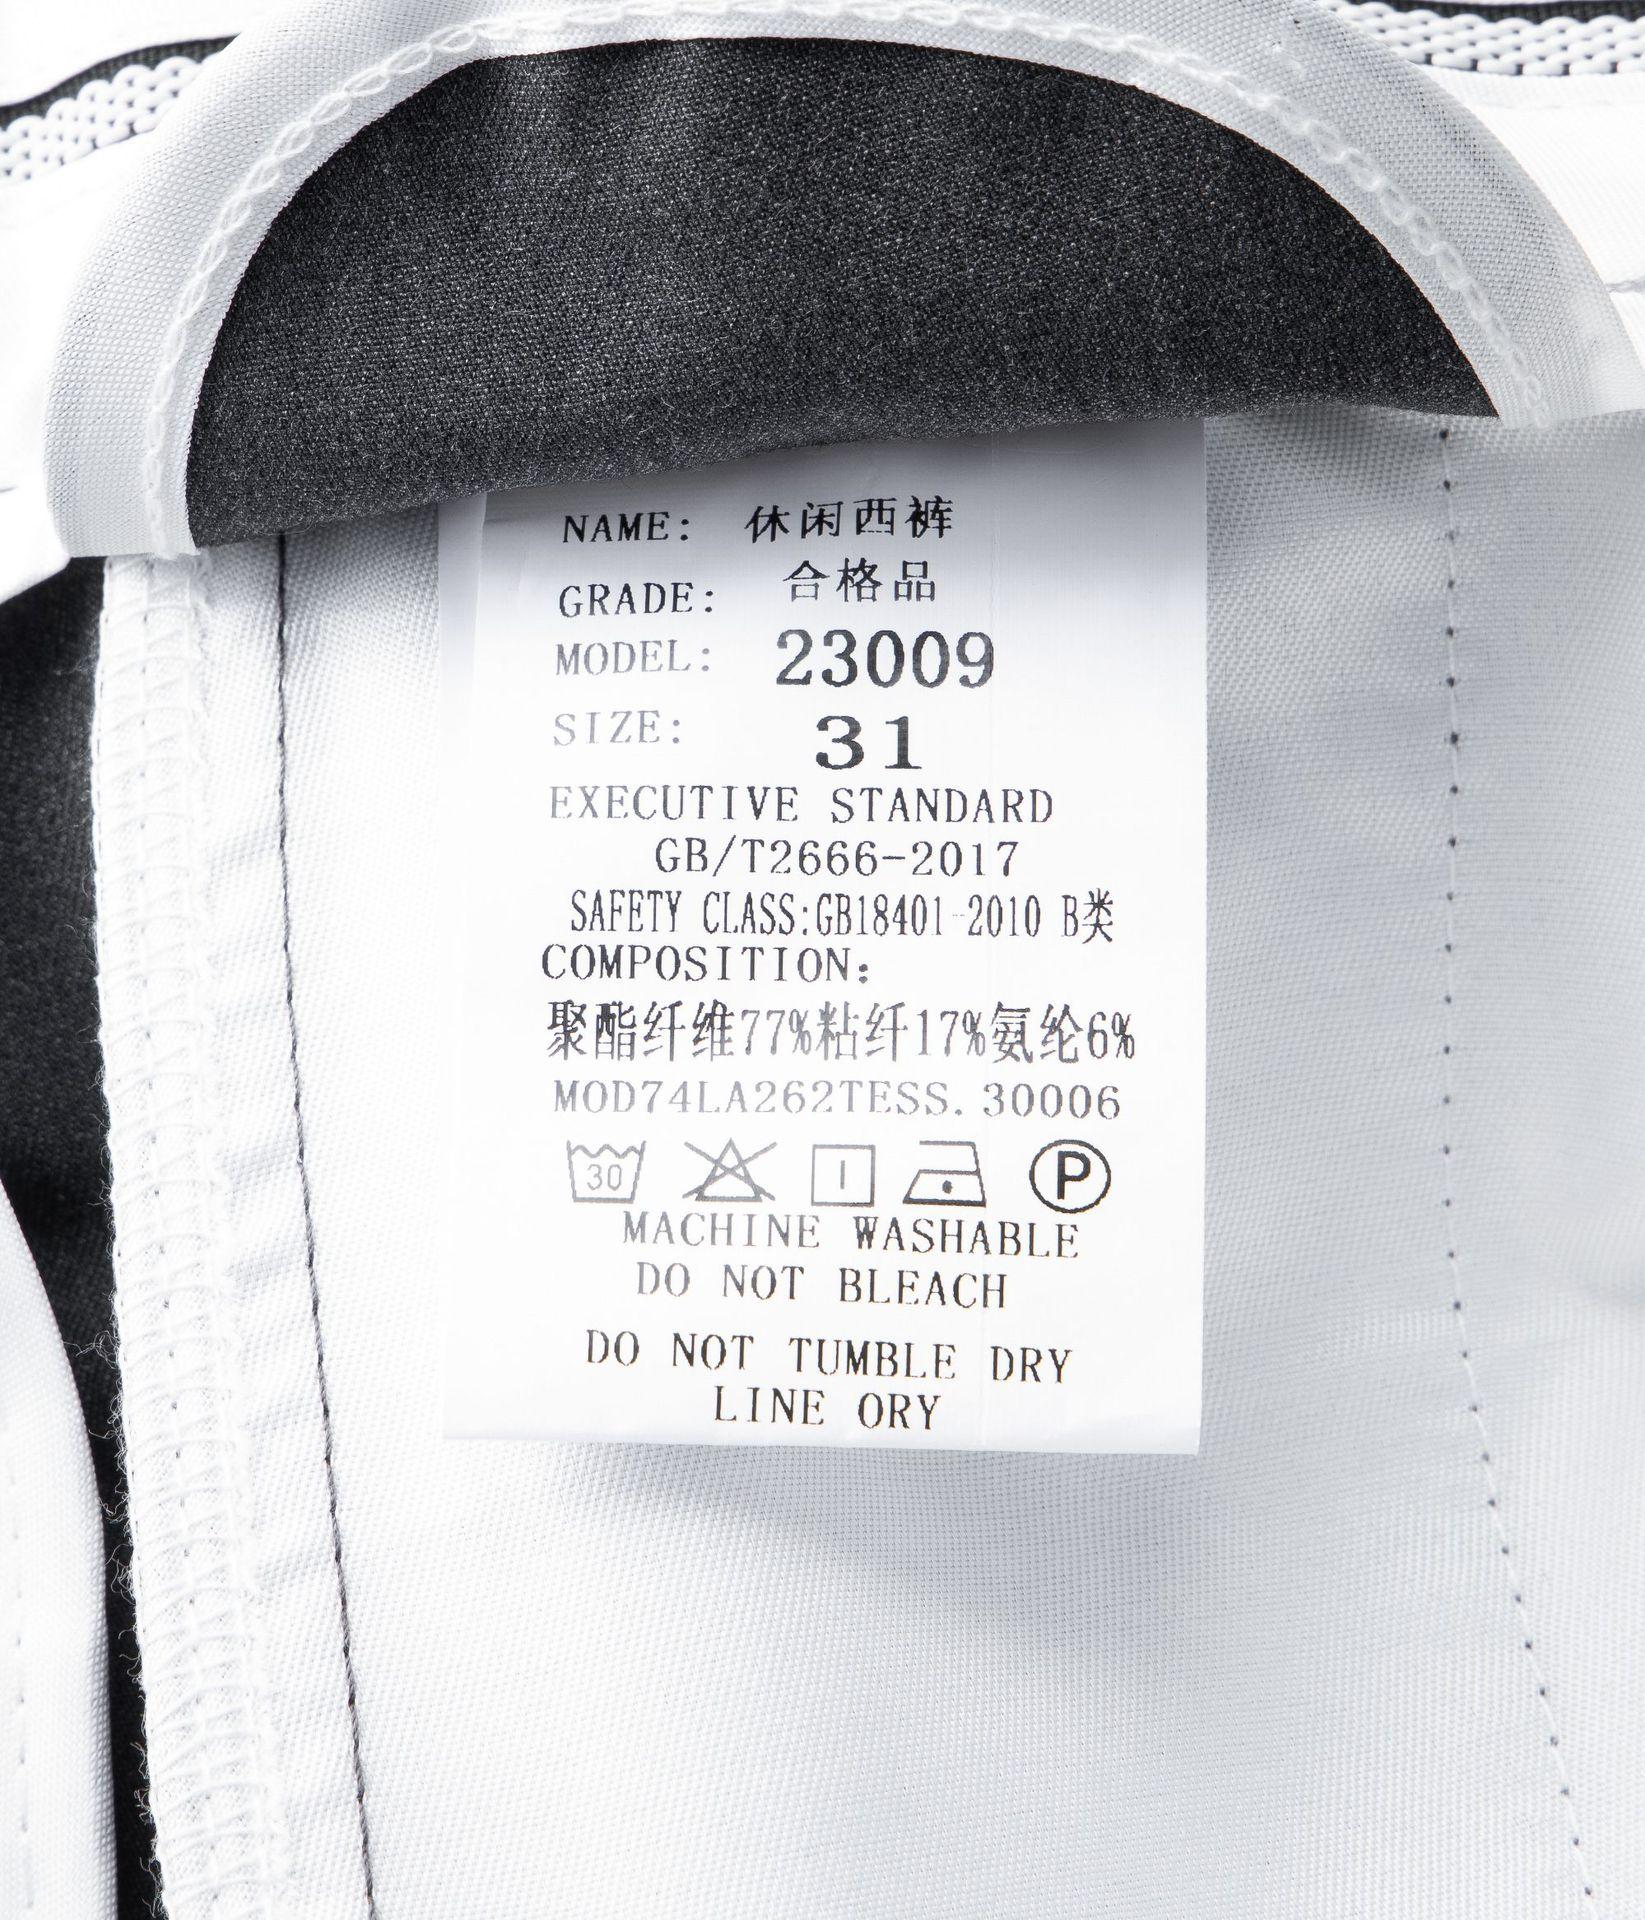 NAME: 休闲西裤
GRADE: 合格品
MODEL: 23009
SIZE: 31
EXECUTIVE STANDARD
GB/T2666-2017
SAFETY CLASS:GB18401-2010 B类
COMPOSITION:
聚酯纤维77%粘纤17%氨纶6%
MOD74LA262TESS. 30006
30 P
MACHINE WASHABLE
DO NOT BLEACH
DO NOT TUMBLE DRY
LINE ORY